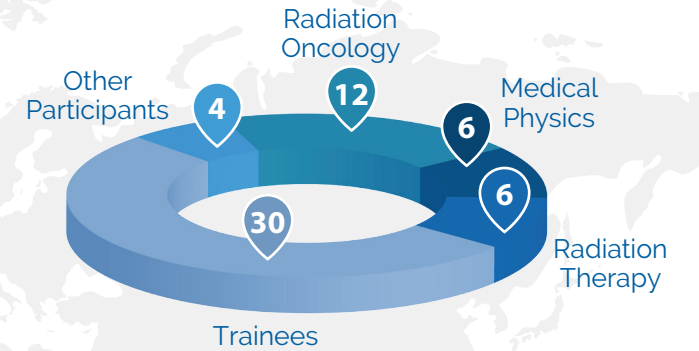 Radiation
Oncology
Other
Participants
4
12
Medical
Physics
6
6
30
Radiation
Therapy
Trainees